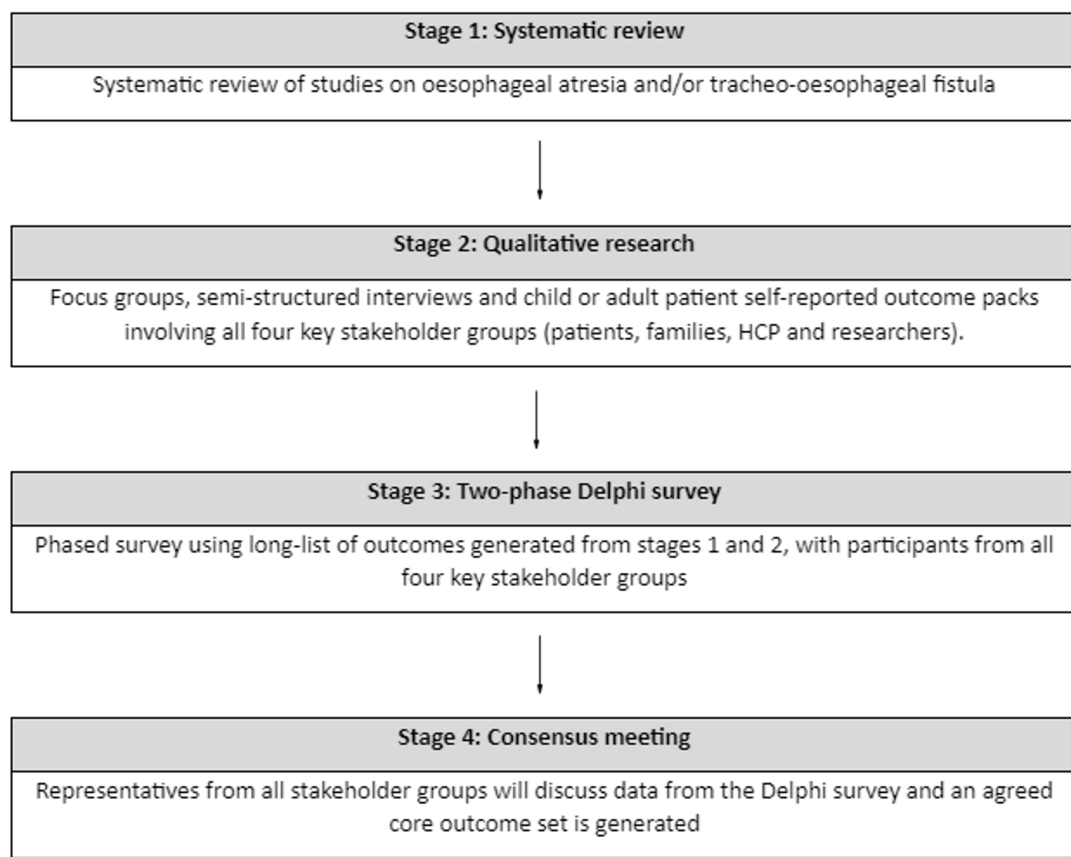 Stage 1: Systematic review
Systematic review of studies on oesophageal atresia and/or tracheo-oesophageal fistula
Stage 2: Qualitative research
Focus groups, semi-structured interviews and child or adult patient self-reported outcome packs
involving all four key stakeholder groups (patients, families, HCP and researchers).
Stage 3: Two-phase Delphi survey
Phased survey using long-list of outcomes generated from stages 1 and 2, with participants from all
four key stakeholder groups
Stage 4: Consensus meeting
Representatives from all stakeholder groups will discuss data from the Delphi survey and an agreed
core outcome set is generated